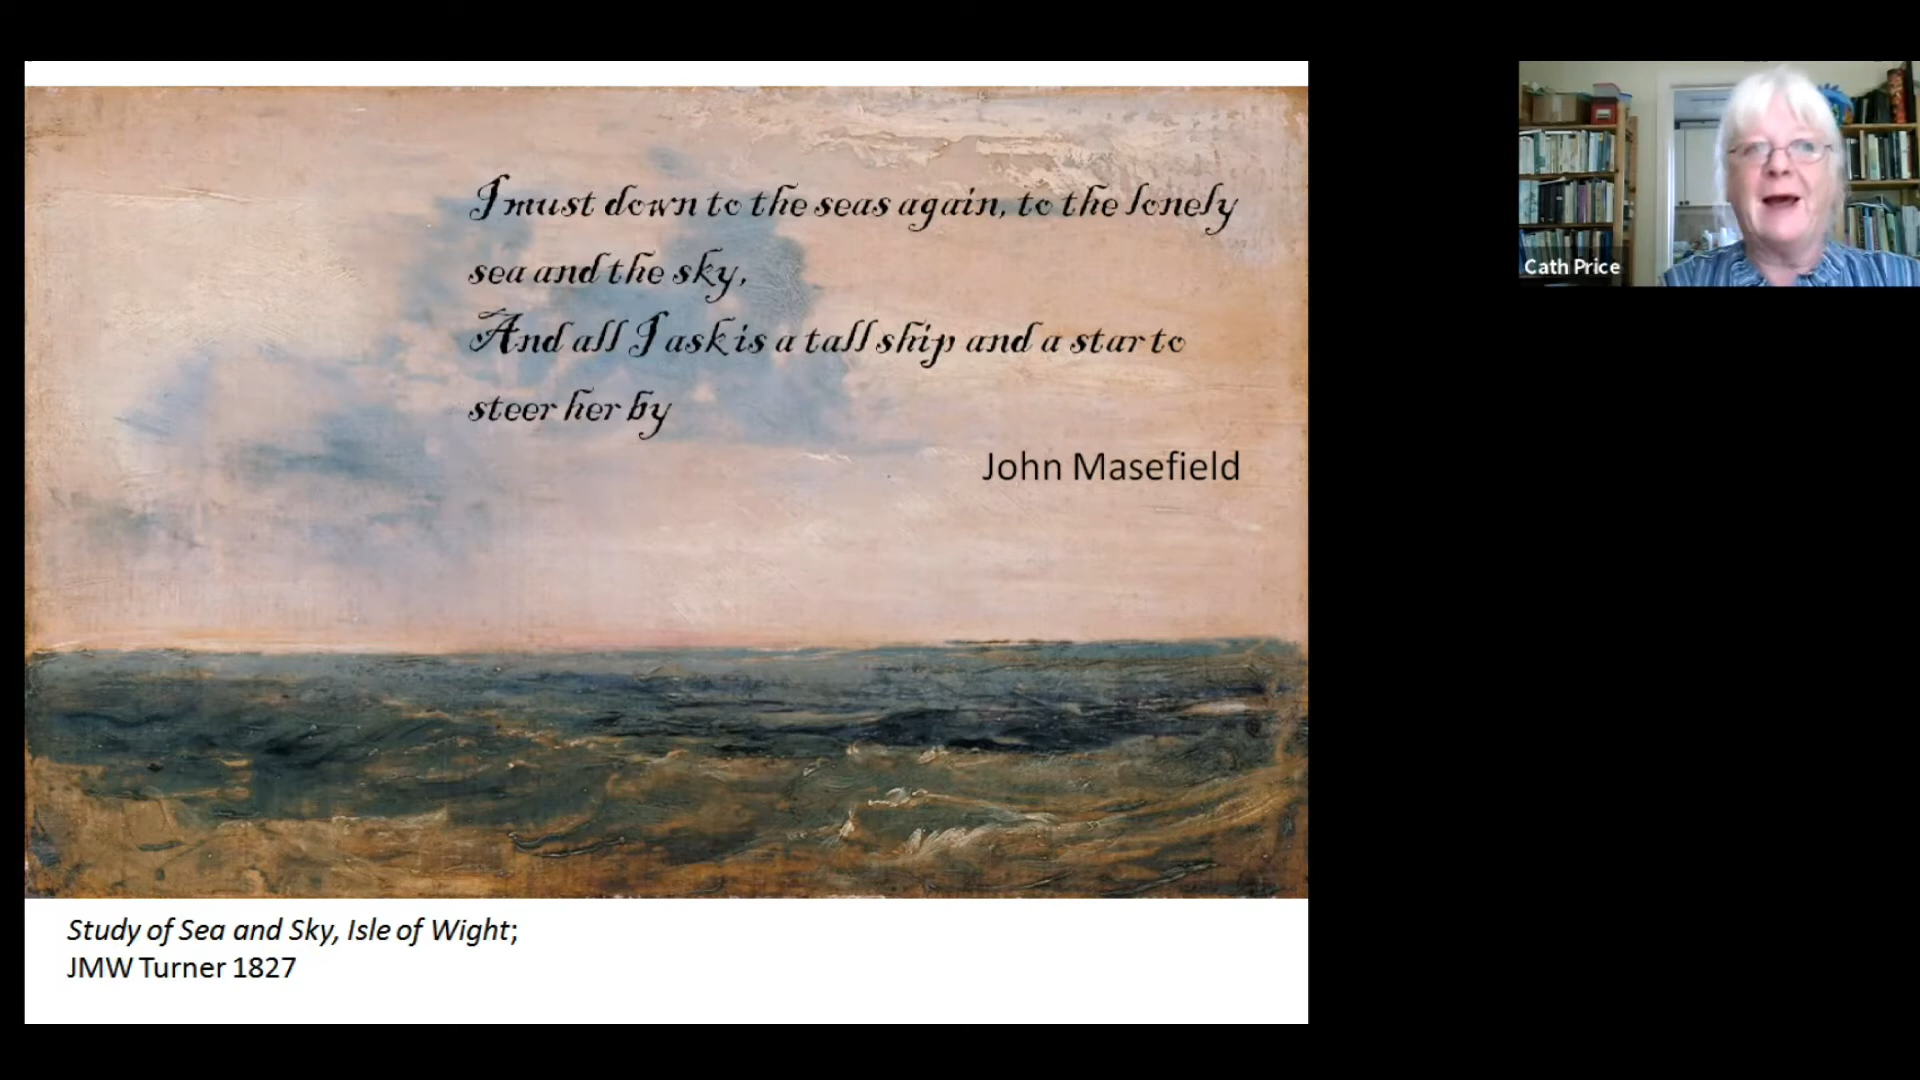 I must down to the seas again, to the lonely
sea and the sky,
And all I ask is a tall ship and a star to
steer her by
John Masefield
Study of Sea and Sky, Isle of Wight;
JMW Turner 1827
Cath Price